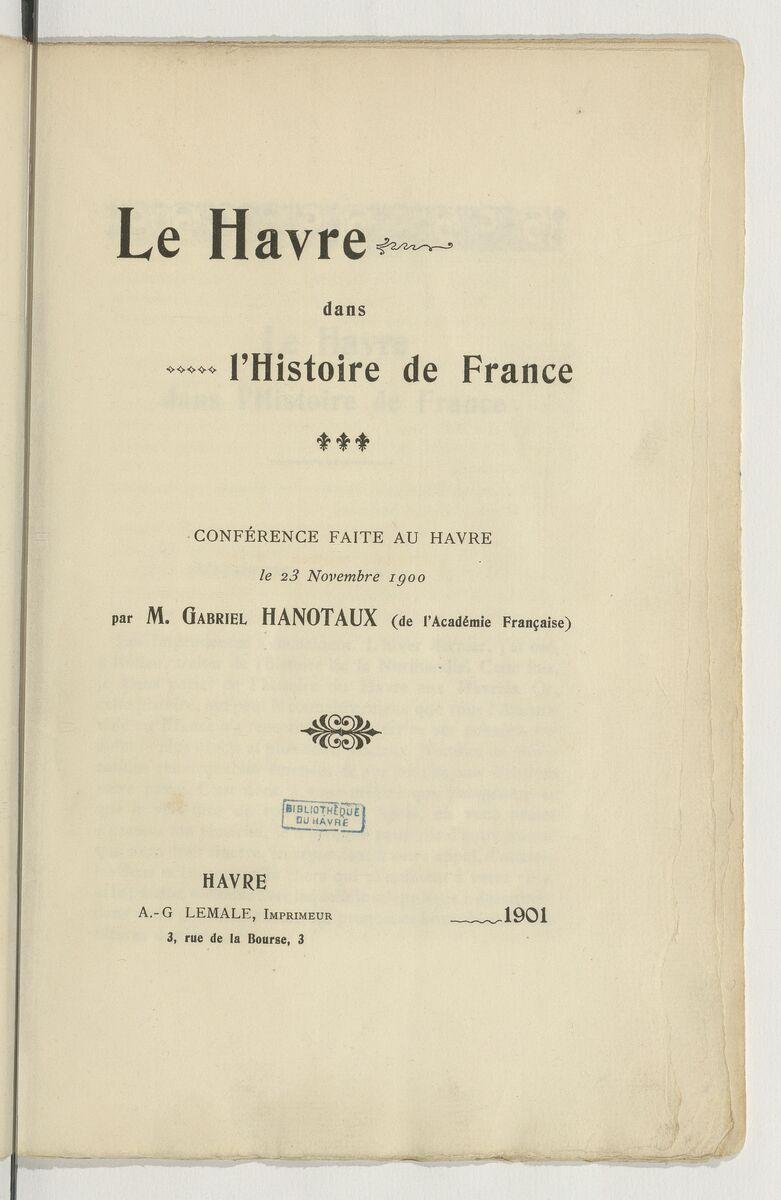 Le Havre
dans
l'Histoire de France
CONFÉRENCE FAITE AU HAVRE
le 23 Novembre 1900
par M. GABRIEL HANOTAUX (de l'Académie Française)
BIBLIOTHÈQUE
DU HAVRE
HAVRE
A.-G LEMALE, IMPRIMEUR
3, rue de la Bourse, 3
1901